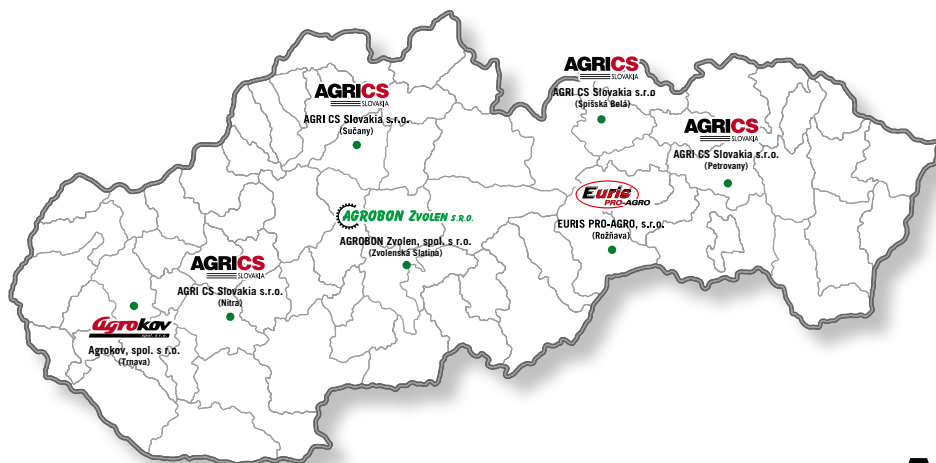 AGRICS
SLOVAKIA
AGRI CS Slovakia s.r.o
(Spišská Belá)
AGRICS
SLOVAKIA
AGRI CS Slovakia s.r.o.
(Sučany)
AGRICS
SLOVAKIA
AGRI CS Slovakia s.r.o.
(Petrovany)
Euris
PRO-AGRO
EURIS PRO-AGRO, s.r.o.
(Rožňava)
AGROBON ZVOLEN S.R.O.
AGROBON Zvolen, spol, s r.o.
(Zvolenská Slatina)
AGRICS
SLOVAKIA
AGRI CS Slovakia s.r.o.
(Nitra)
agrokov
spol. s r.o.
Agrokov, spol. s r.o.
(Trnava)